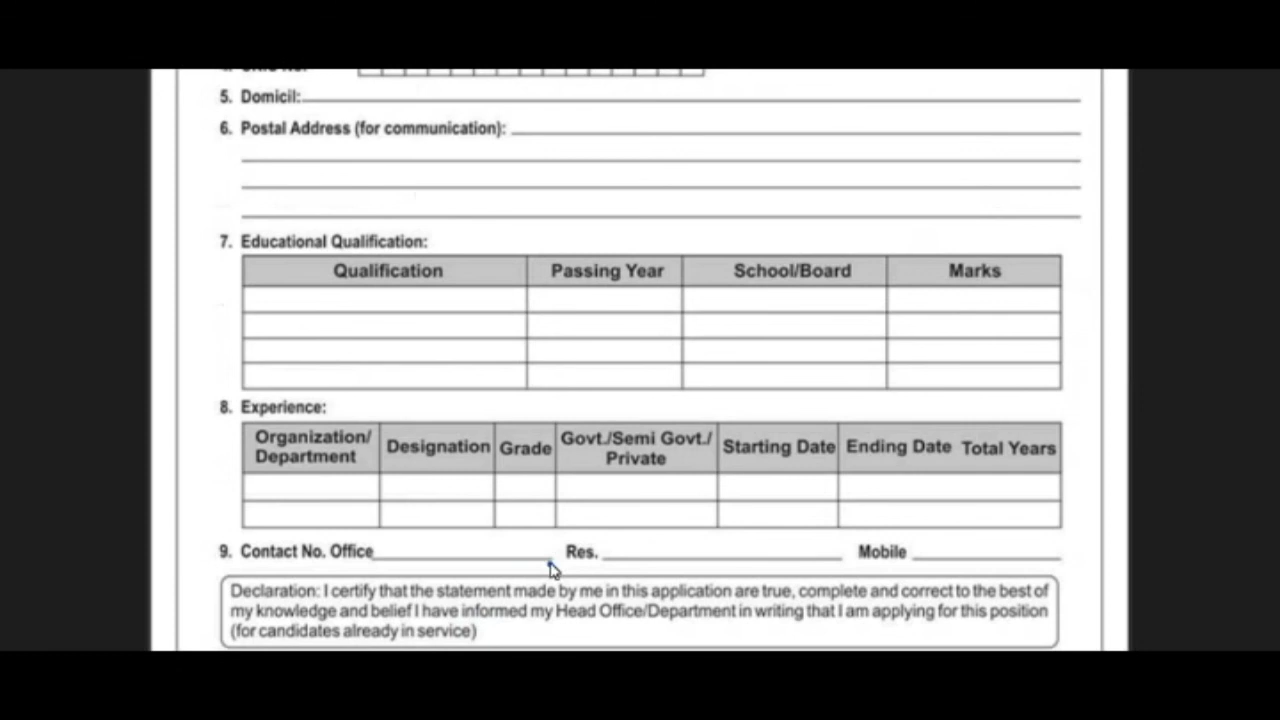 5. Domicil:
6. Postal Address (for communication):
7. Educational Qualification:
Qualification Passing Year School/Board Marks
8. Experience:
Organization/ Department Designation Grade Govt./Semi Govt./ Private Starting Date Ending Date Total Years
9. Contact No. Office Res. Mobile
Declaration: I certify that the statement made by me in this application are true, complete and correct to the best of
my knowledge and belief I have informed my Head Office/Department in writing that I am applying for this position
(for candidates already in service)